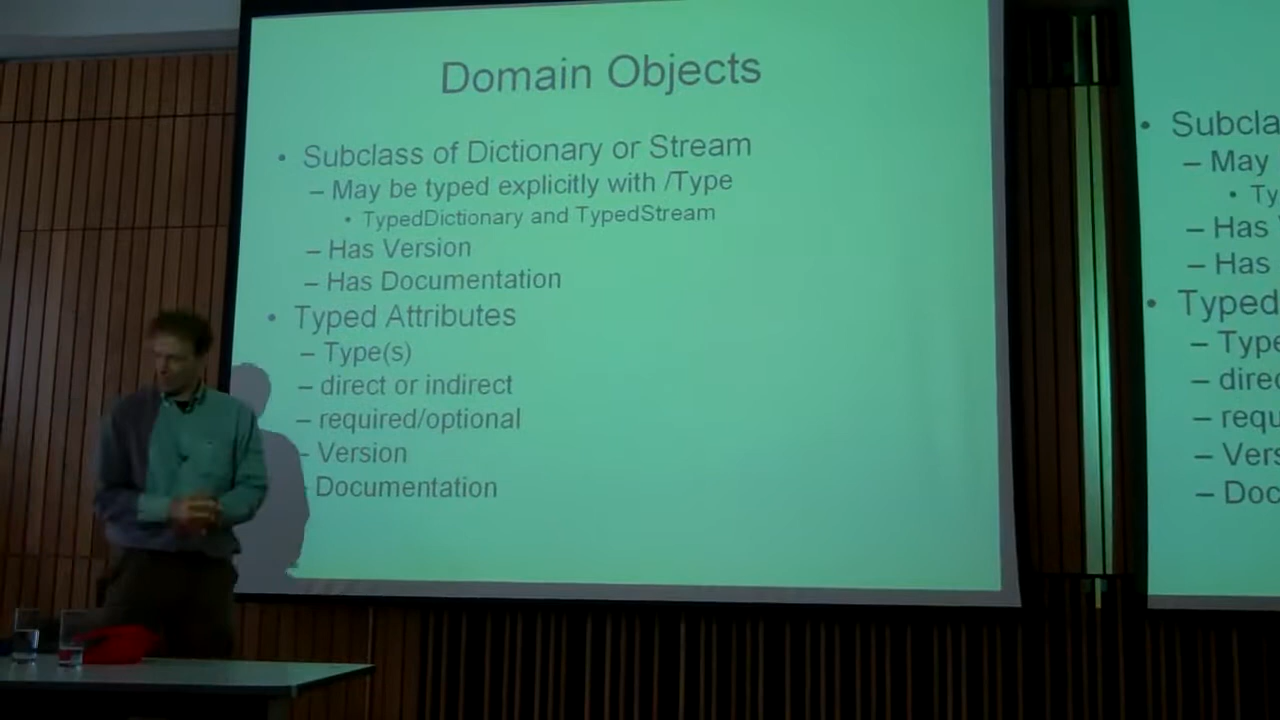 Domain Objects
• Subclass of Dictionary or Stream
– May be typed explicitly with /Type
• TypedDictionary and TypedStream
– Has Version
– Has Documentation
• Typed Attributes
– Type(s)
– direct or indirect
– required/optional
– Version
Documentation
• Subcla
– May
• Ty
– Has
– Has
• Typed
– Type
– direc
– requ
– Vers
– Doc